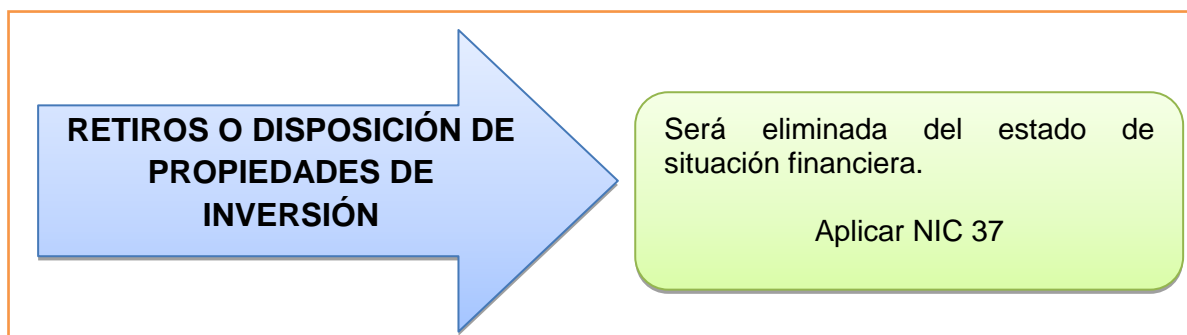 RETIROS O DISPOSICIÓN DE
PROPIEDADES DE
INVERSIÓN
Será eliminada del estado de
situación financiera.
Aplicar NIC 37